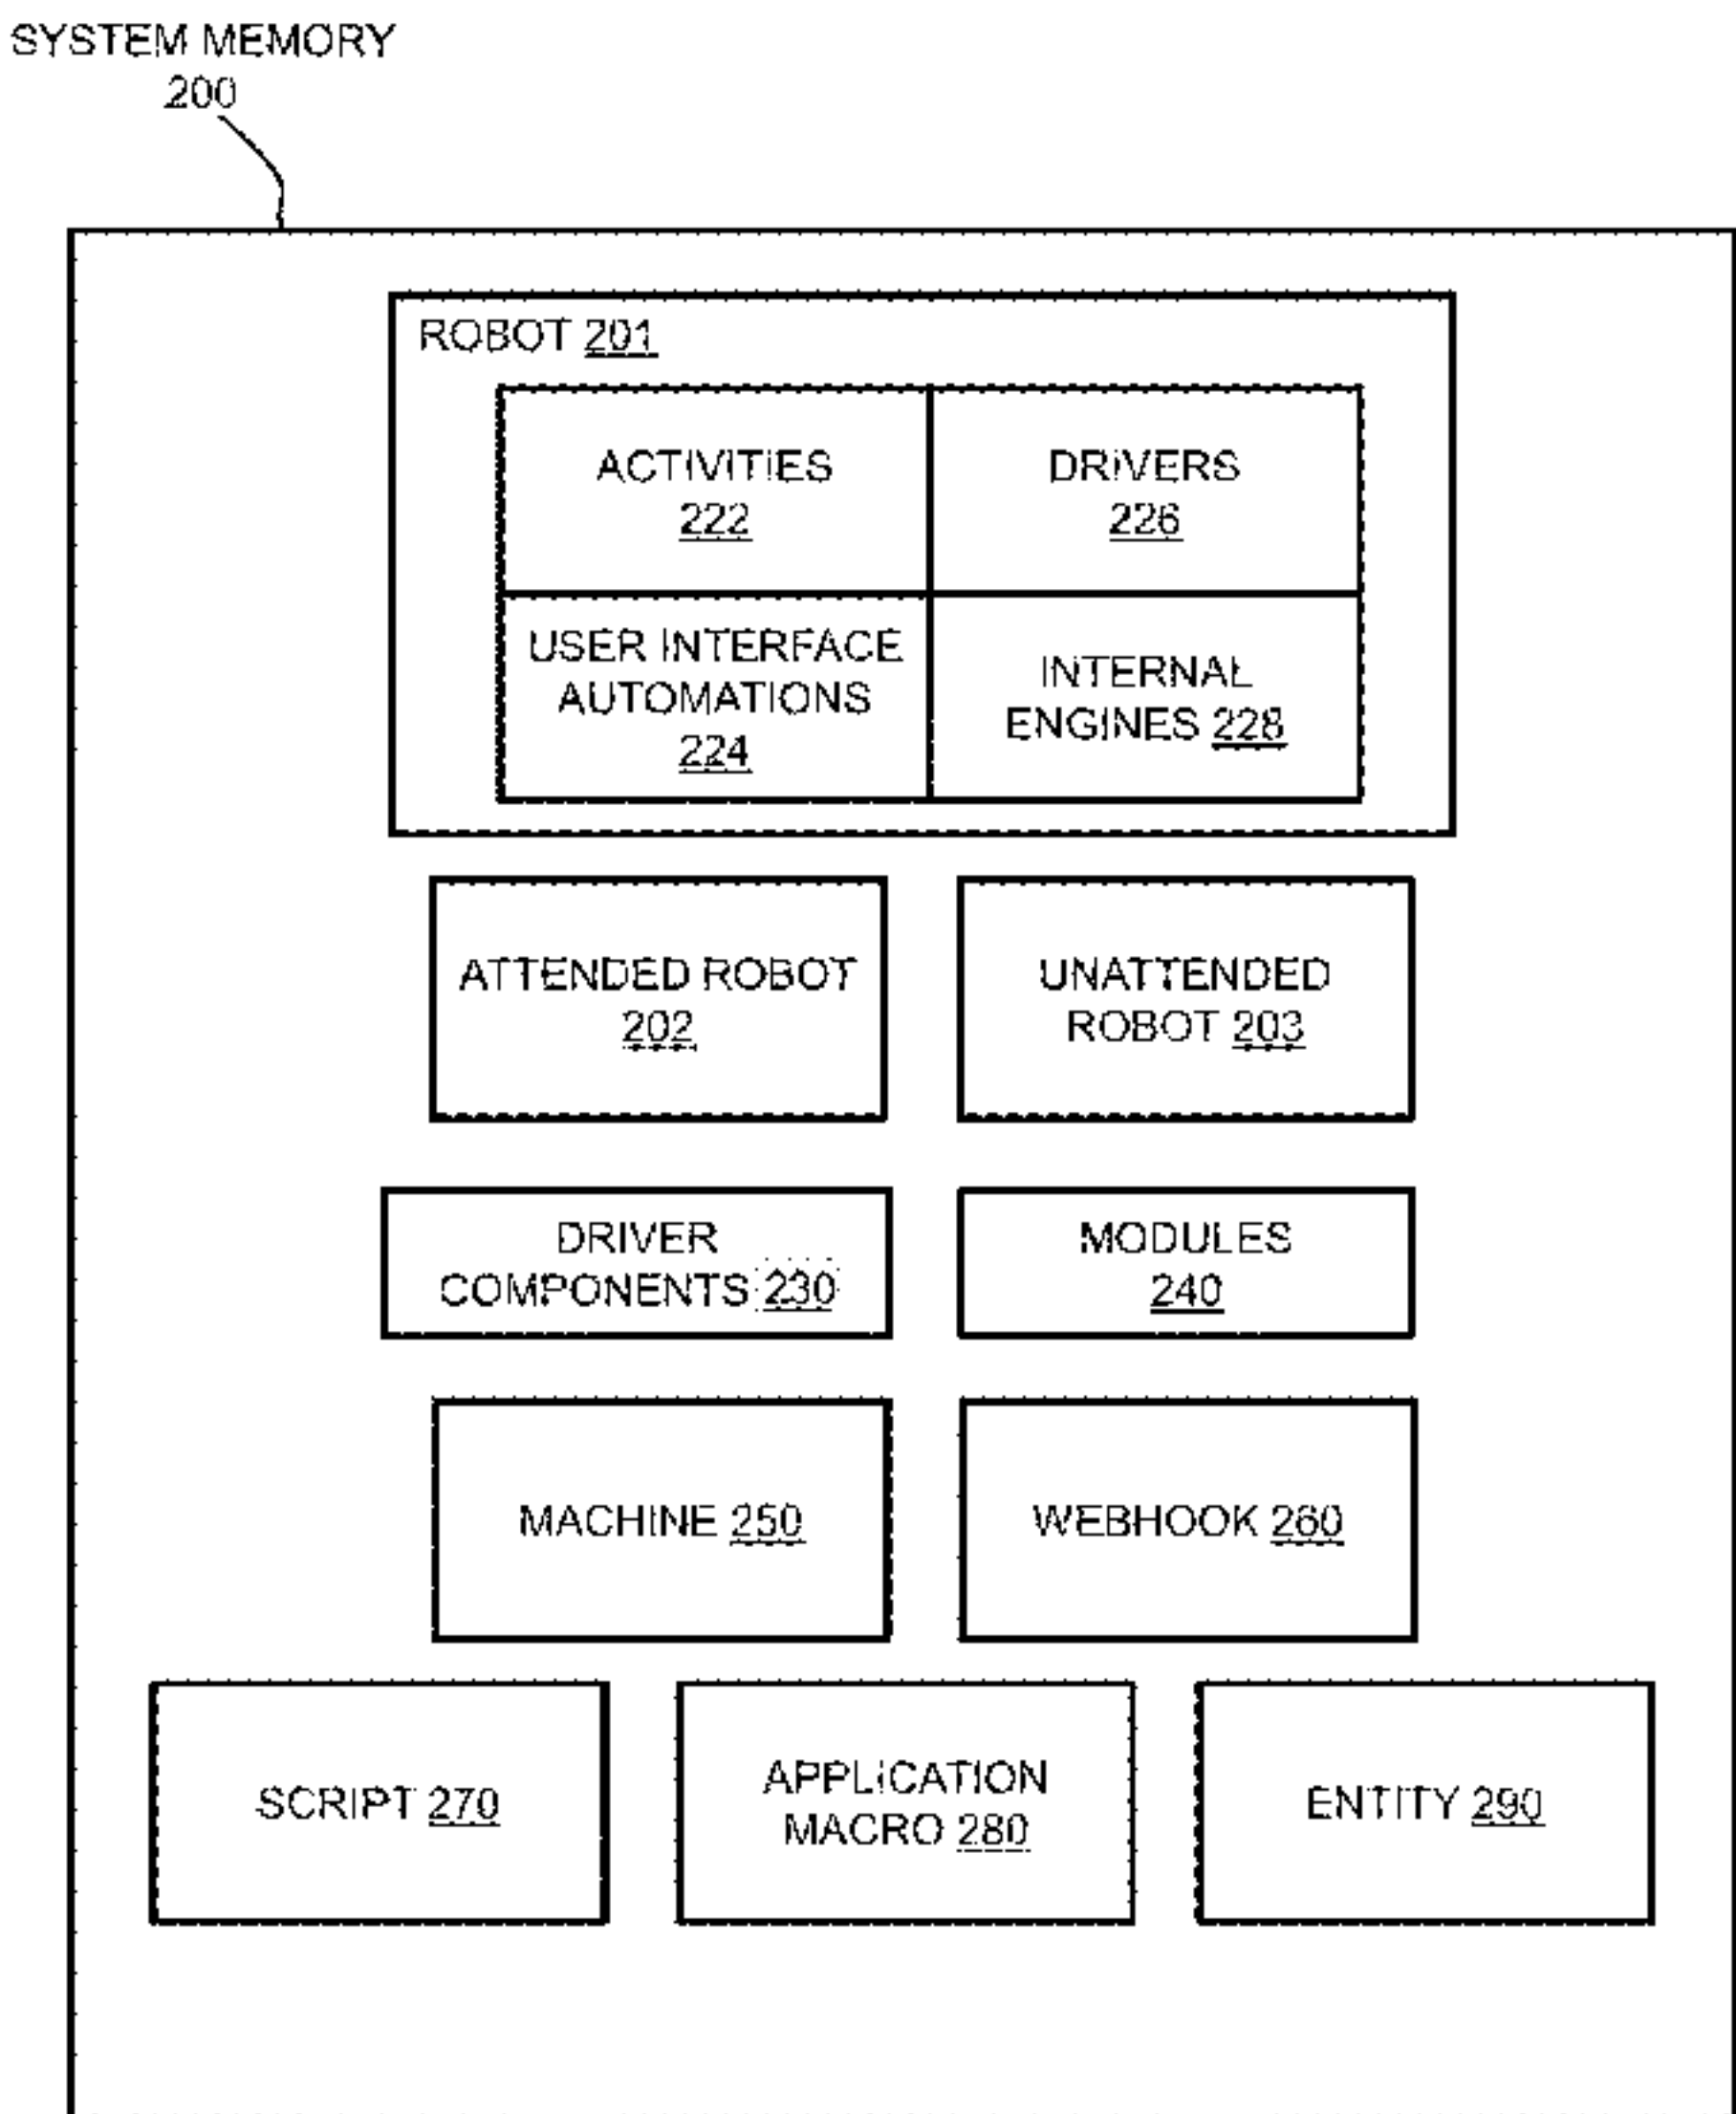 SYSTEM MEMORY
200
ROBOT 201
ACTIVITIES
222
DRIVERS
226
USER INTERFACE
AUTOMATIONS
224
INTERNAL
ENGINES 228
ATTENDED ROBOT
202
UNATTENDED
ROBOT 203
DRIVER
COMPONENTS 230
MODULES
240
MACHINE 250
WEBHOOK 260
SCRIPT 270
APPLICATION
MACRO 280
ENTITY 290